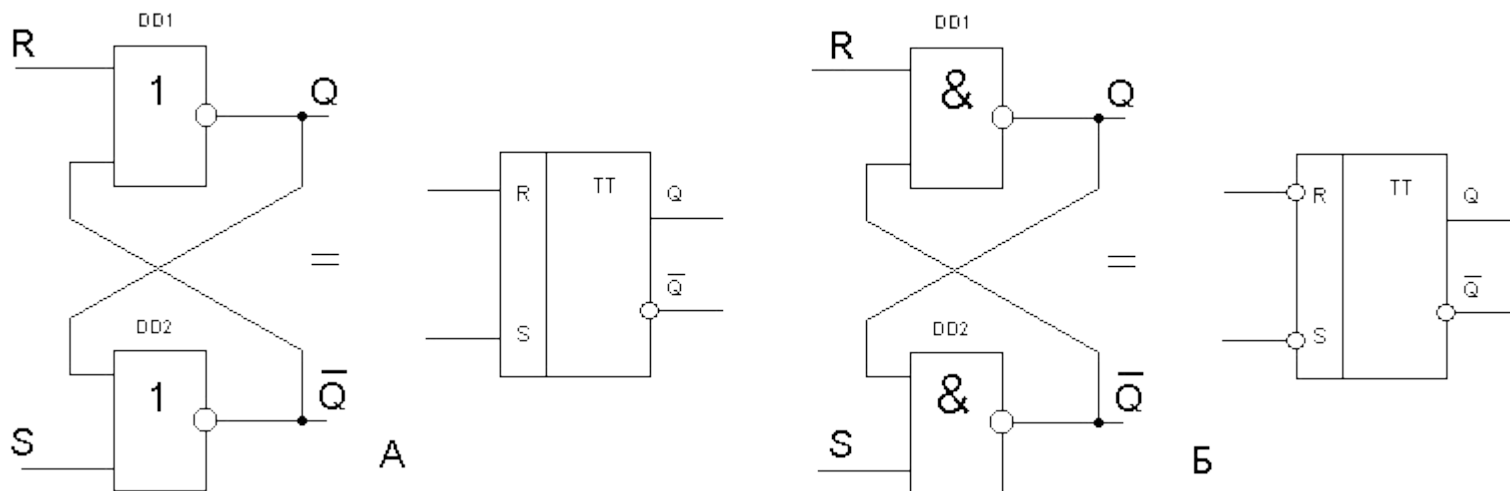 DD1
R
1
Q
R
TT
Q
=
Q̅
S
DD2
1
Q̅
S
А
DD1
R
&
Q
R
TT
Q
=
Q̅
S
DD2
&
Q̅
S
Б